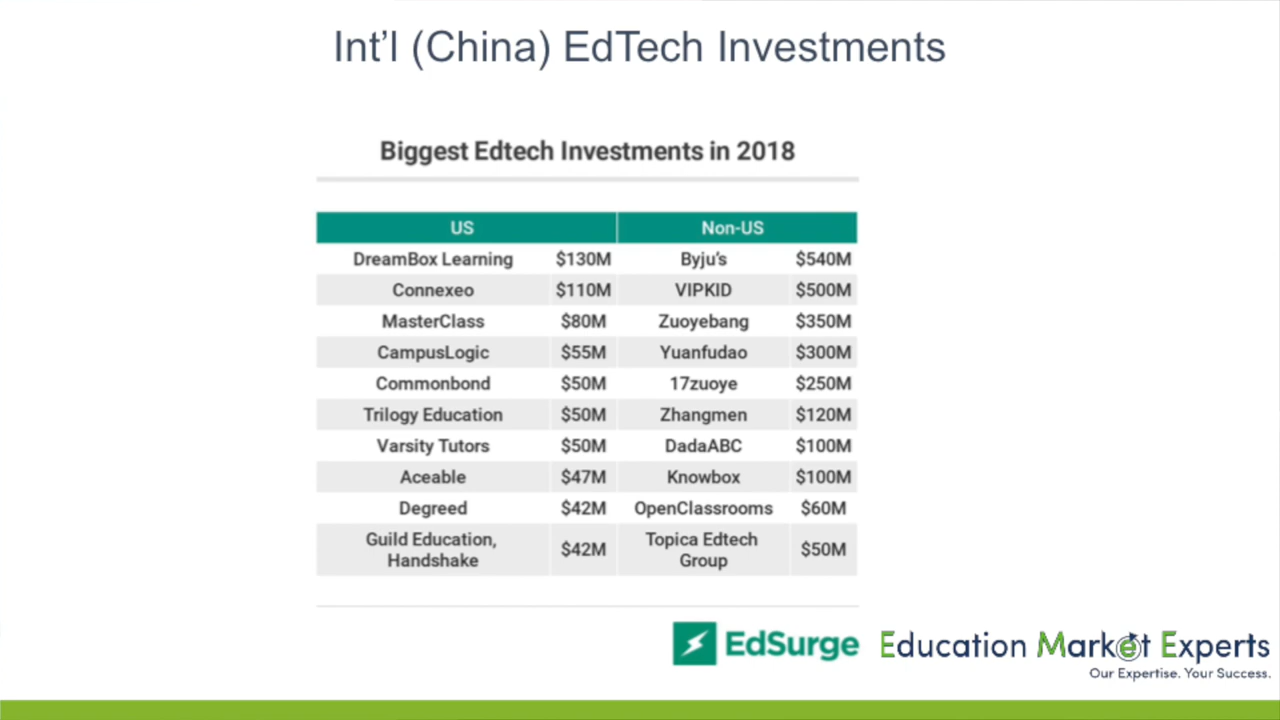 Int'l (China) EdTech Investments
Biggest Edtech Investments in 2018
US Non-US
DreamBox Learning $130M Byju's $540M
Connexeo $110M VIPKID $500M
MasterClass $80M Zuoyebang $350M
CampusLogic $55M Yuanfudao $300M
Commonbond $50M 17zuoye $250M
Trilogy Education $50M Zhangmen $120M
Varsity Tutors $50M DadaABC $100M
Aceable $47M Knowbox $100M
Degreed $42M OpenClassrooms $60M
Guild Education, Handshake $42M Topica Edtech Group $50M
EdSurge
Education Market Experts
Our Expertise. Your Success.